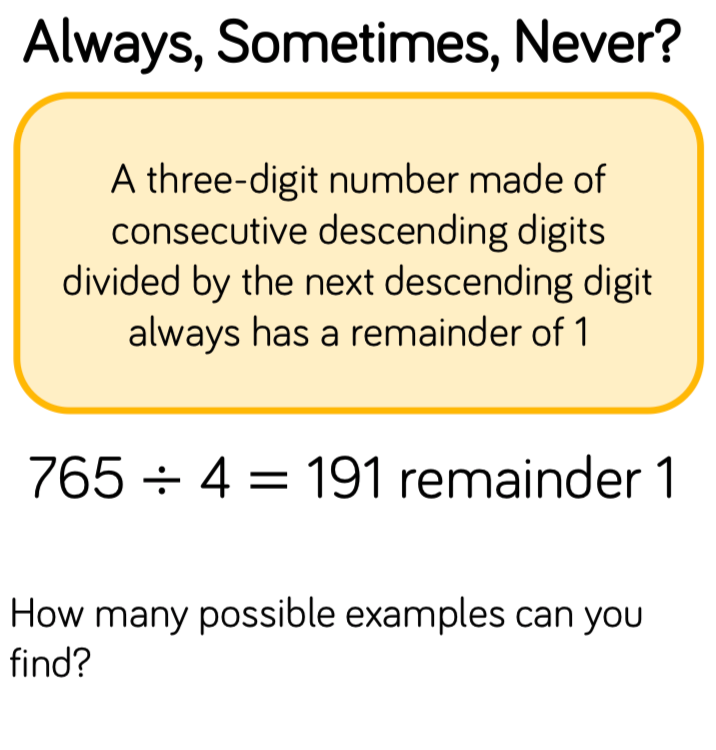 Always, Sometimes, Never?
A three-digit number made of
consecutive descending digits
divided by the next descending digit
always has a remainder of 1
765 ÷ 4 = 191 remainder 1
How many possible examples can you
find?